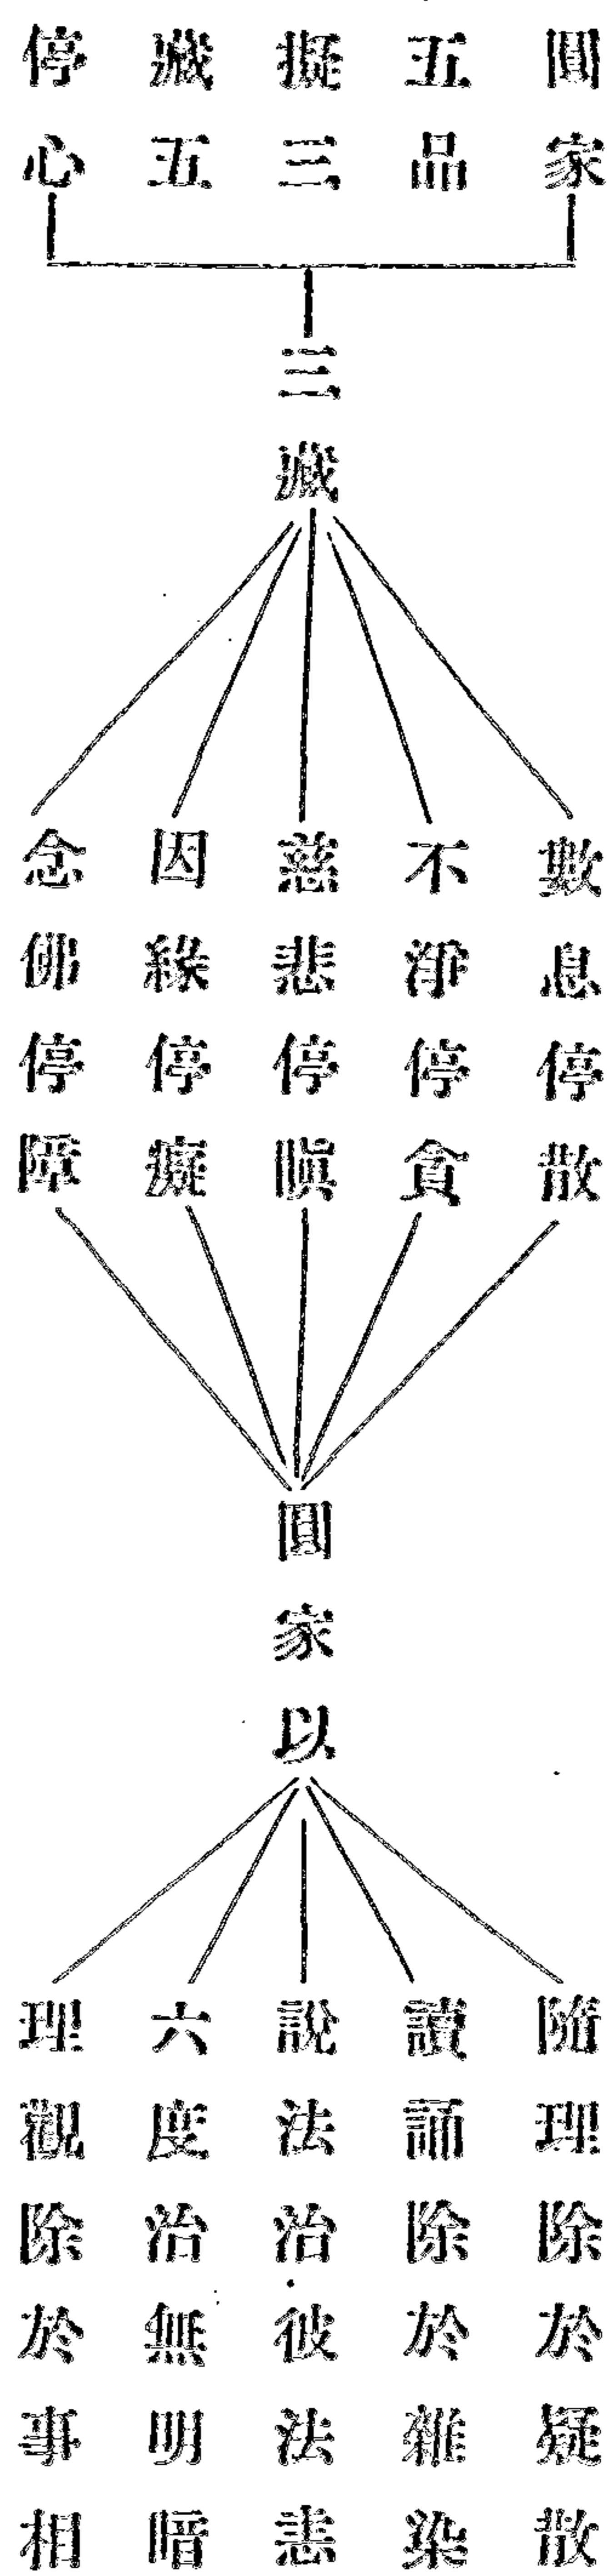 圓家
五品
擬三
藏五
停心
三藏
數息停散
不淨停貪
慈悲停瞋
因緣停癡
念佛停障
圓家以
隨理除於疑散
讀誦除於雜染
說法治彼法恚
六度治無明暗
理觀除於事相